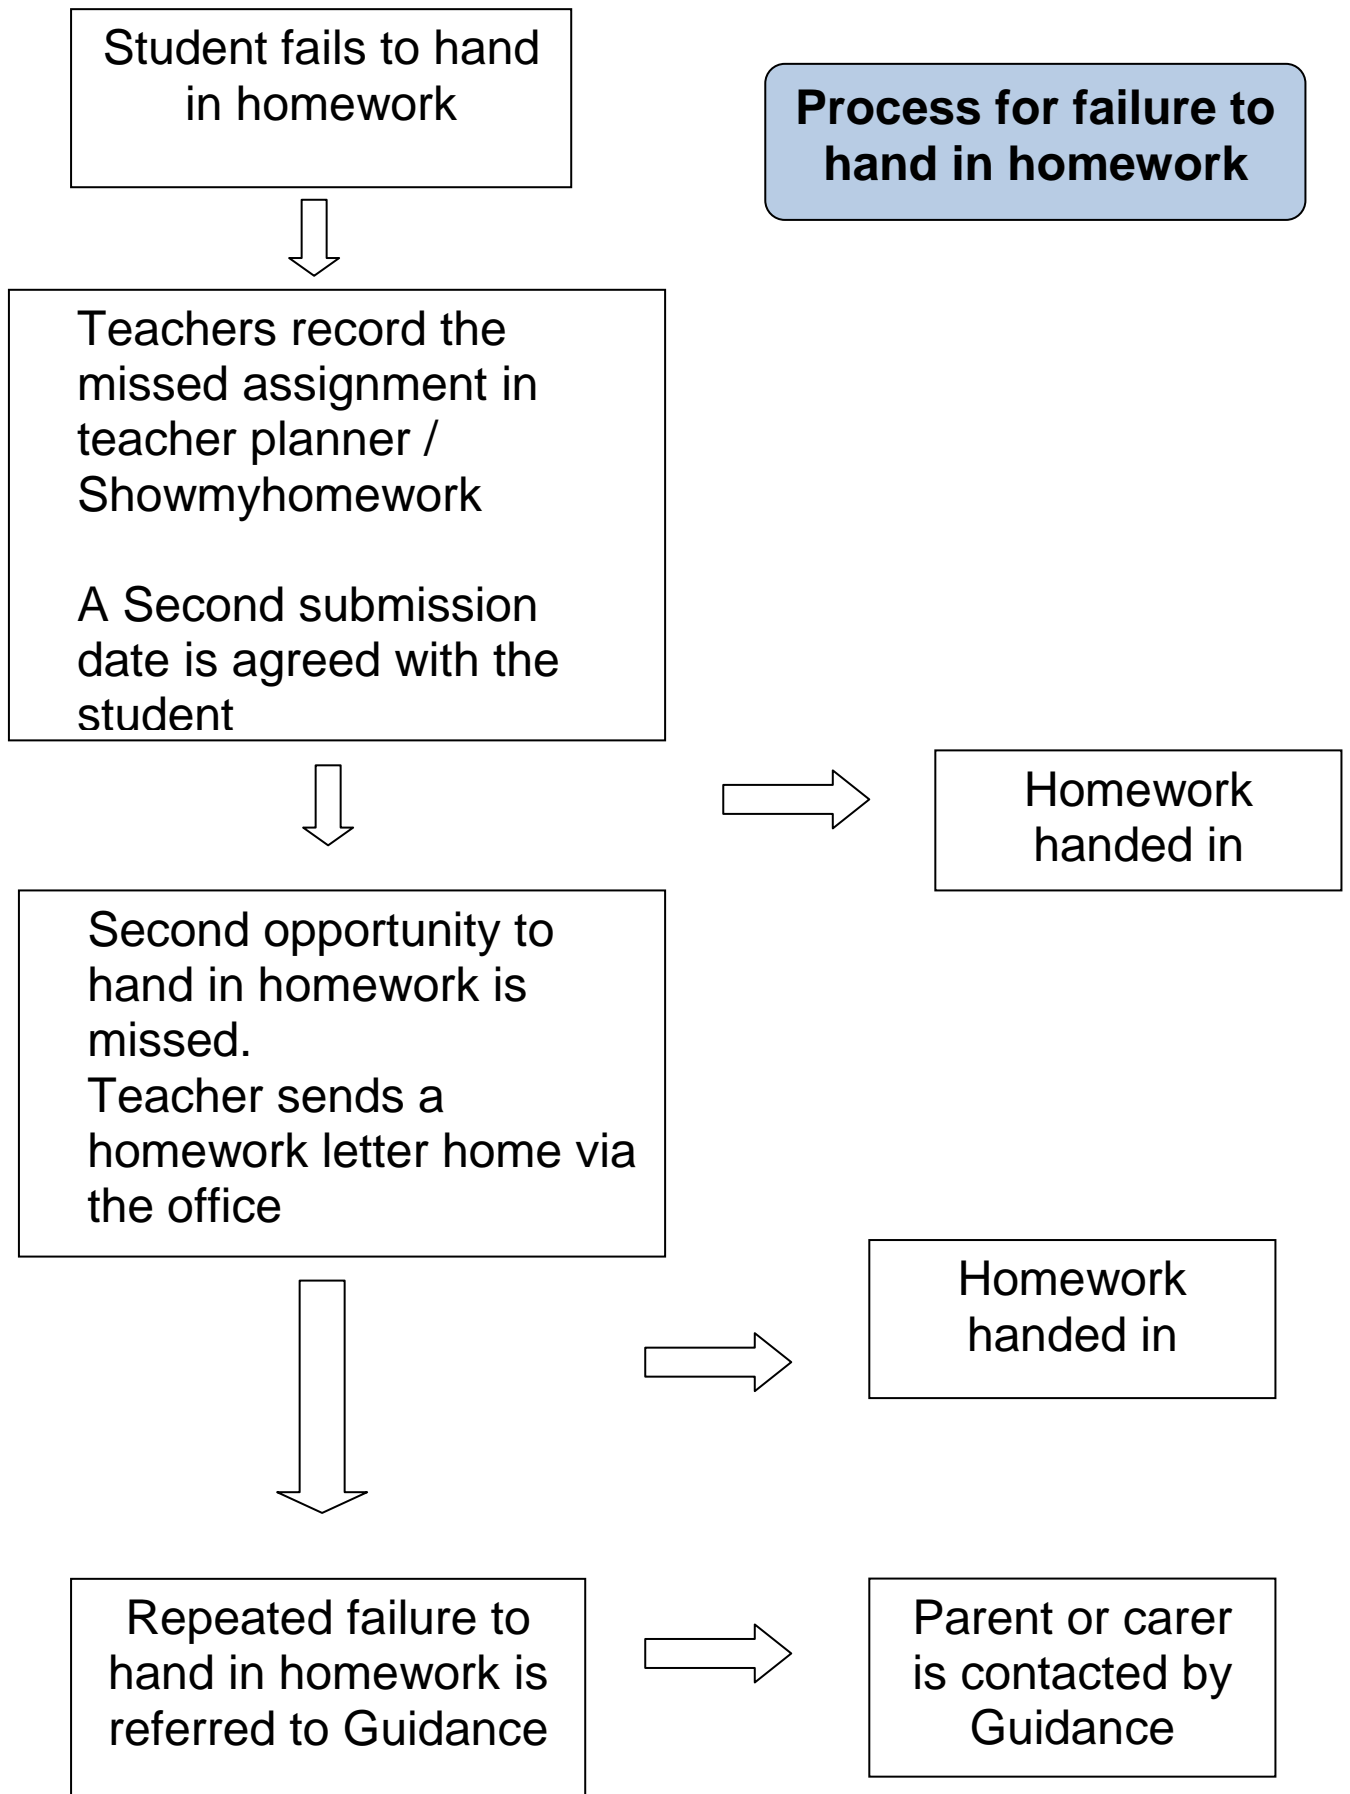 Student fails to hand
in homework
Process for failure to
hand in homework
Teachers record the
missed assignment in
teacher planner /
Showmyhomework
A Second submission
date is agreed with the
student
Homework
handed in
Second opportunity to
hand in homework is
missed.
Teacher sends a
homework letter home via
the office
Homework
handed in
Repeated failure to
hand in homework is
referred to Guidance
Parent or carer
is contacted by
Guidance